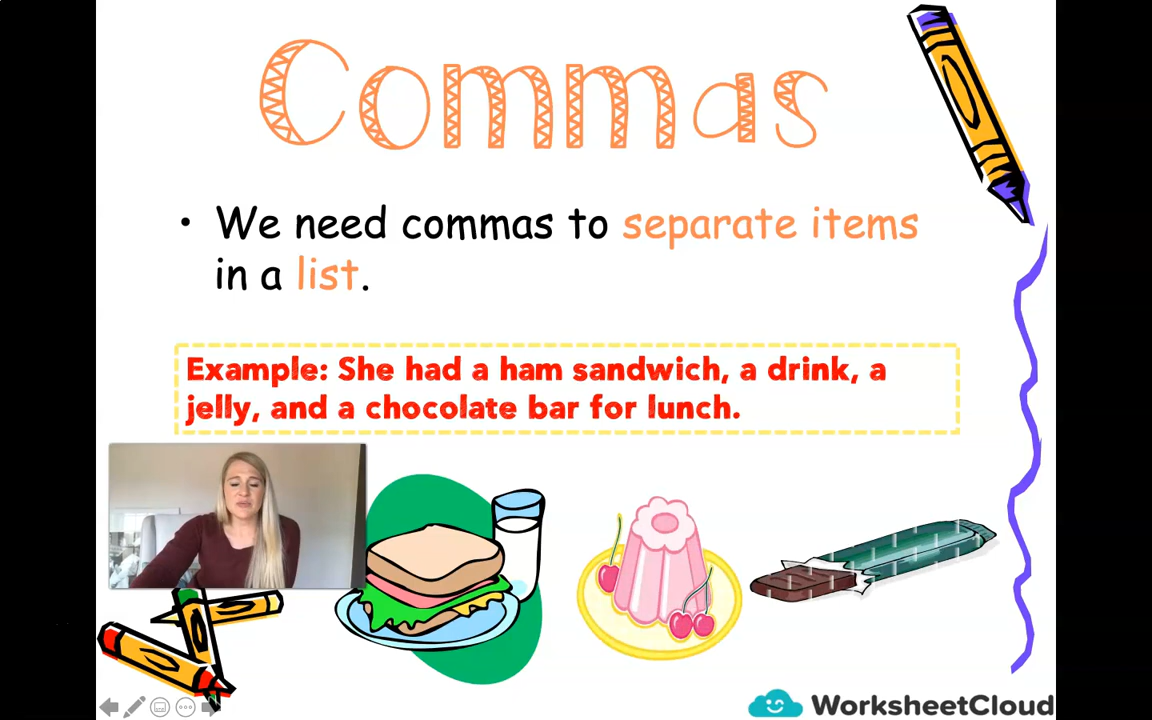 Commas
• We need commas to separate items
in a list.
Example: She had a ham sandwich, a drink, a
jelly, and a chocolate bar for lunch.
WorksheetCloud